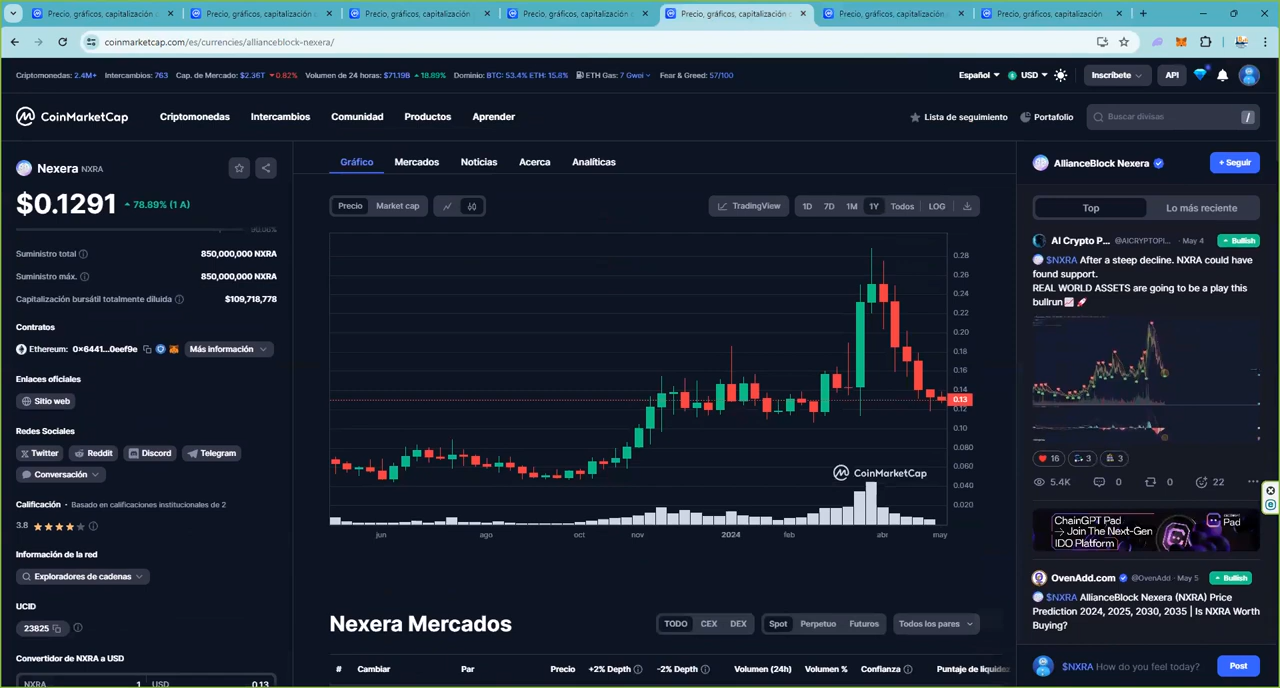 Precio, gráficos, capitalización
Precio, gráficos, capitalización
Precio, gráficos, capitalización
Precio, gráficos, capitalización
Precio, gráficos, capitalización
Precio, gráficos, capitalización
Precio, gráficos, capitalización
coinmarketcap.com/es/currencies/allianceblock-nexera/
Criptomonedas: 2.4M+ Intercambios: 763 Cap. de Mercado: $2.36T 0.82% Volumen de 24 horas: $71.19B 18.89% Dominio: BTC: 53.4% ETH: 15.8% ETH Gas: 7 Gwei Fear & Greed: 57/100
Español USD Inscríbete API
CoinMarketCap Criptomonedas Intercambios Comunidad Productos Aprender
Lista de seguimiento Portafolio Buscar divisas /
Nexera NXRA
$0.1291 78.89% (1 A)
Suministro total 850,000,000 NXRA
Suministro máx. 850,000,000 NXRA
Capitalización bursátil totalmente diluida $109,718,778
Contratos
Ethereum: 0x6441...0eef9e Más información
Enlaces oficiales
Sitio web
Redes Sociales
Twitter Reddit Discord Telegram
Conversación
Calificación · Basado en calificaciones institucionales de 2
3.8
Información de la red
Exploradores de cadenas
UCID
23825
Convertidor de NXRA a USD
NXRA 1 USD 0.13
Gráfico Mercados Noticias Acerca Analíticas
Precio Market cap TradingView 1D 7D 1M 1Y Todos LOG
0.28
0.26
0.24
0.22
0.20
0.18
0.16
0.14
0.13
0.12
0.10
0.080
0.060
0.040
0.020
CoinMarketCap
jun ago oct nov 2024 feb abr may
Nexera Mercados
TODO CEX DEX Spot Perpetuo Futuros Todos los pares
# Cambiar Par Precio +2% Depth -2% Depth Volumen (24h) Volumen % Confianza Puntaje de liquidez
AllianceBlock Nexera + Seguir
Top Lo más reciente
AI Crypto P... @AICRYPTOPI... · May 4 Bullish
$NXRA After a steep decline. NXRA could have
found support.
REAL WORLD ASSETS are going to be a play this
bullrun
16 3 3
5.4K 0 0 22
ChainGPT Pad
→ Join The Next-Gen
IDO Platform
Pad
OvenAdd.com @OvenAdd · May 5 Bullish
$NXRA AllianceBlock Nexera (NXRA) Price
Prediction 2024, 2025, 2030, 2035 | Is NXRA Worth
Buying?
$NXRA How do you feel today? Post